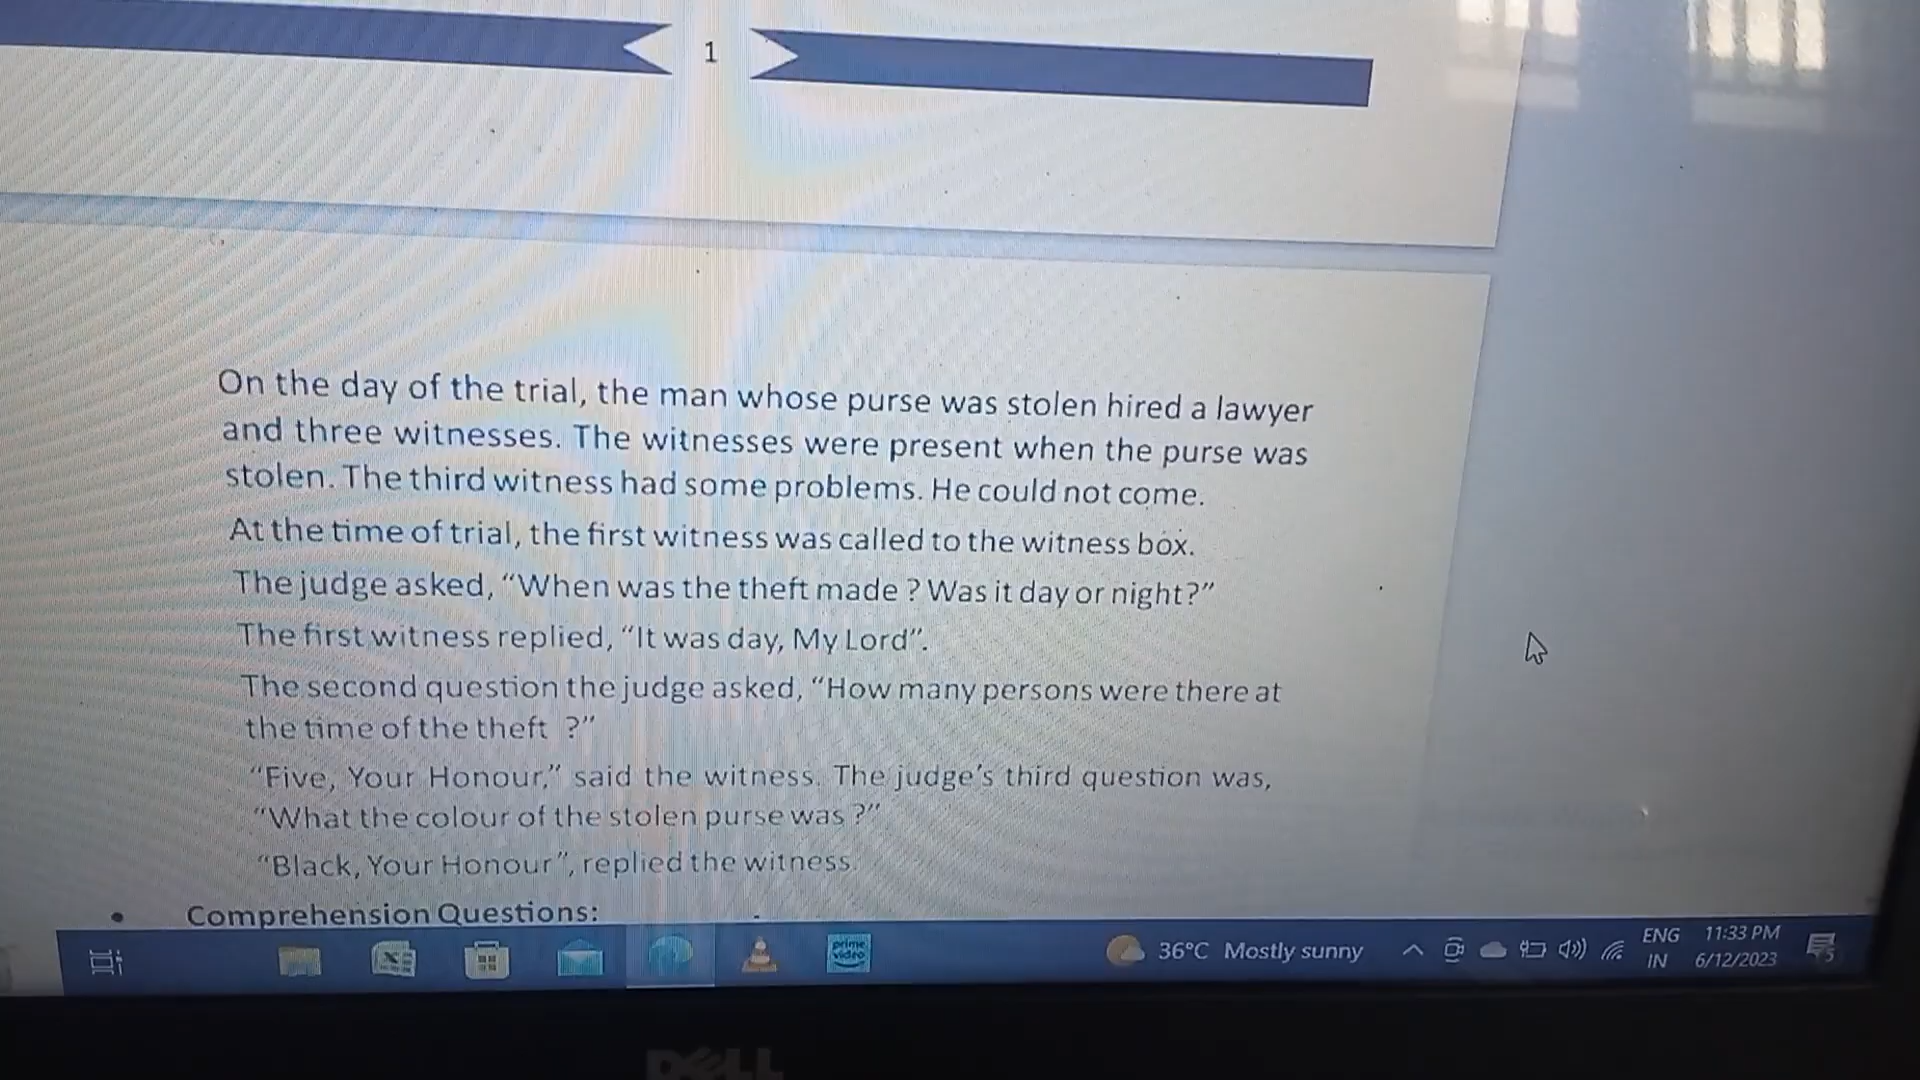 1
On the day of the trial, the man whose purse was stolen hired a lawyer
and three witnesses. The witnesses were present when the purse was
stolen. The third witness had some problems. He could not come.
At the time of trial, the first witness was called to the witness box.
The judge asked, “When was the theft made ? Was it day or night?”
The first witness replied, “It was day, My Lord”.
The second question the judge asked, “How many persons were there at
the time of the theft ?”
“Five, Your Honour,” said the witness. The judge’s third question was,
“What the colour of the stolen purse was ?”
“Black, Your Honour”, replied the witness.
• Comprehension Questions:
prime
video
36°C Mostly sunny
ENG
IN
11:33 PM
6/12/2023
5
DELL